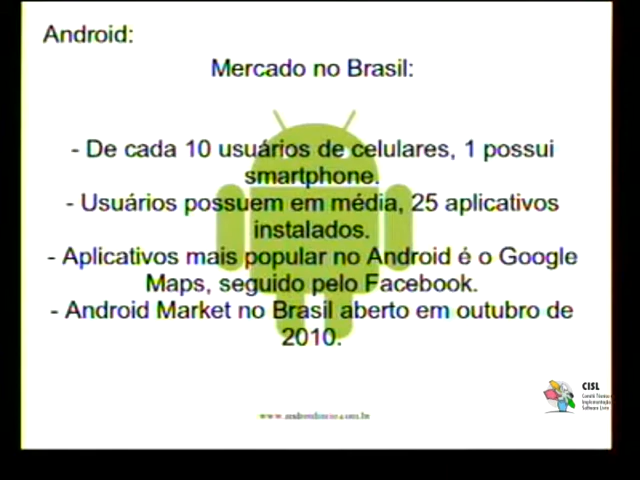 Android:
Mercado no Brasil:
- De cada 10 usuários de celulares, 1 possui
smartphone.
- Usuários possuem em média, 25 aplicativos
instalados.
- Aplicativos mais popular no Android é o Google
Maps, seguido pelo Facebook.
- Android Market no Brasil aberto em outubro de
2010.
CISL
Software Livre